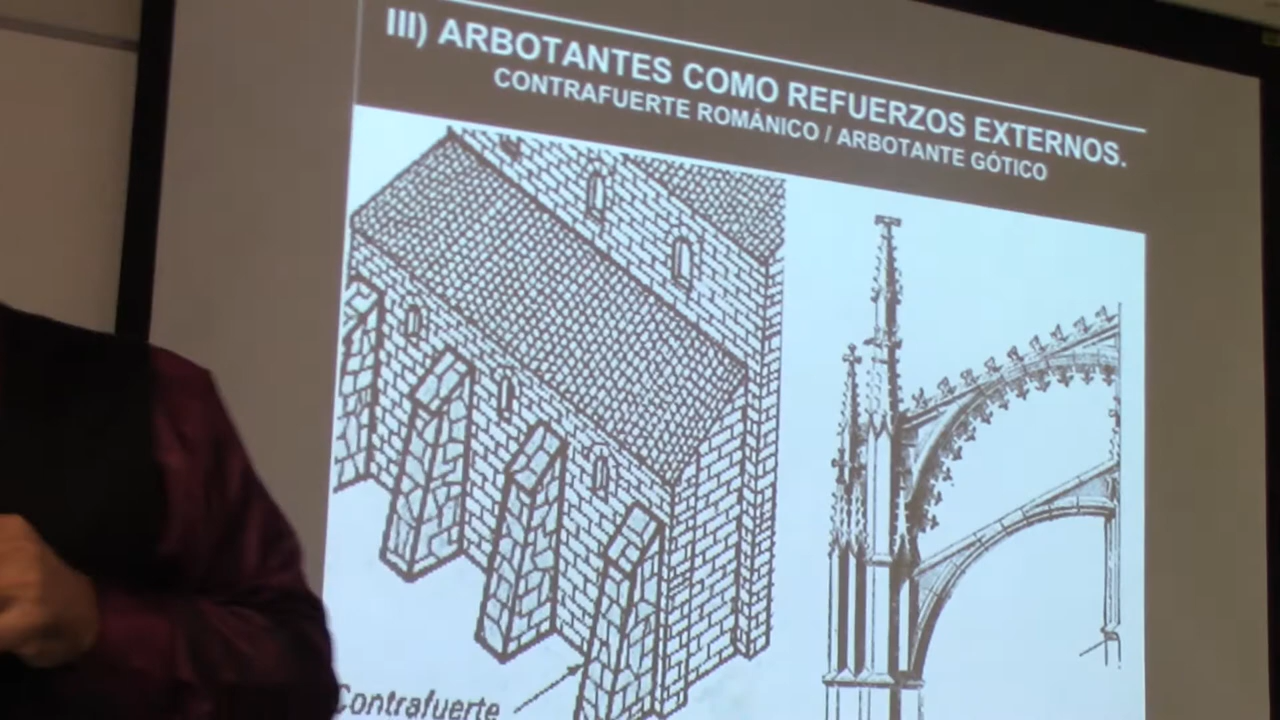 III) ARBOTANTES COMO REFUERZOS EXTERNOS.
CONTRAFUERTE ROMÁNICO / ARBOTANTE GÓTICO
Contrafuerte